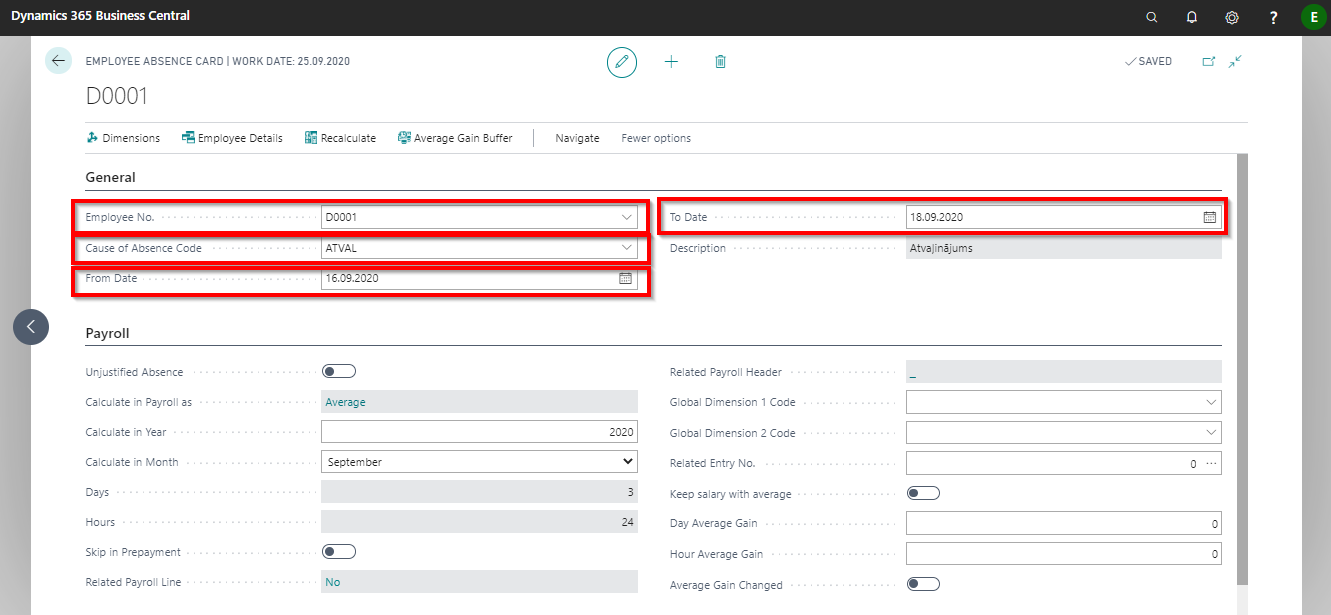 Dynamics 365 Business Central
? E
EMPLOYEE ABSENCE CARD | WORK DATE: 25.09.2020
SAVED
D0001
Dimensions Employee Details Recalculate Average Gain Buffer Navigate Fewer options
General
Employee No. D0001
To Date 18.09.2020
Cause of Absence Code ATVAL
Description Atvaļinājums
From Date 16.09.2020
Payroll
Unjustified Absence
Related Payroll Header _
Calculate in Payroll as Average
Global Dimension 1 Code
Calculate in Year 2020
Global Dimension 2 Code
Calculate in Month September
Related Entry No. 0 ...
Days 3
Keep salary with average
Hours 24
Day Average Gain 0
Skip in Prepayment
Hour Average Gain 0
Related Payroll Line No
Average Gain Changed